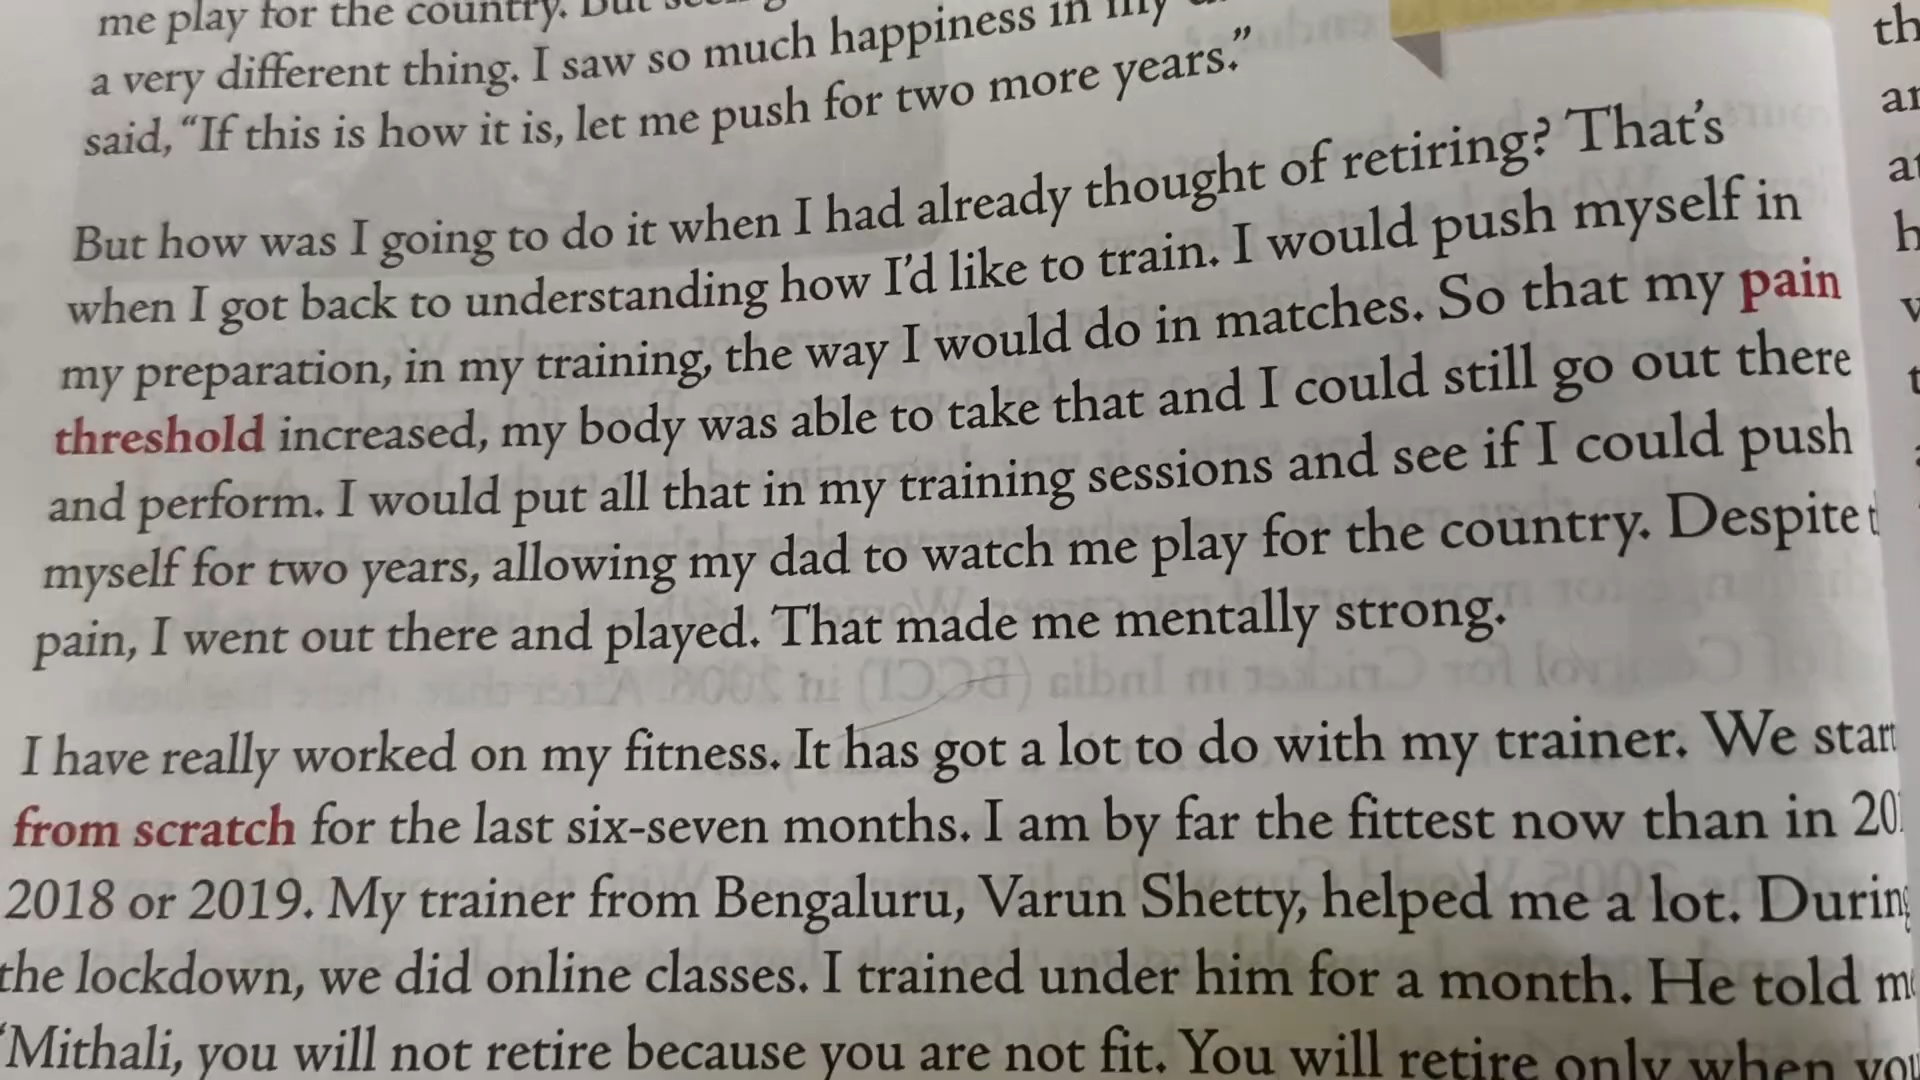 me play for the country. But
a very different thing. I saw so much happiness in my
said, “If this is how it is, let me push for two more years.”
But how was I going to do it when I had already thought of retiring? That’s
when I got back to understanding how I’d like to train. I would push myself in
my preparation, in my training, the way I would do in matches. So that my pain
threshold increased, my body was able to take that and I could still go out there
and perform. I would put all that in my training sessions and see if I could push
myself for two years, allowing my dad to watch me play for the country. Despite
pain, I went out there and played. That made me mentally strong.
I have really worked on my fitness. It has got a lot to do with my trainer. We start
from scratch for the last six-seven months. I am by far the fittest now than in 20
2018 or 2019. My trainer from Bengaluru, Varun Shetty, helped me a lot. During
the lockdown, we did online classes. I trained under him for a month. He told
‘Mithali, you will not retire because you are not fit. You will retire only when you